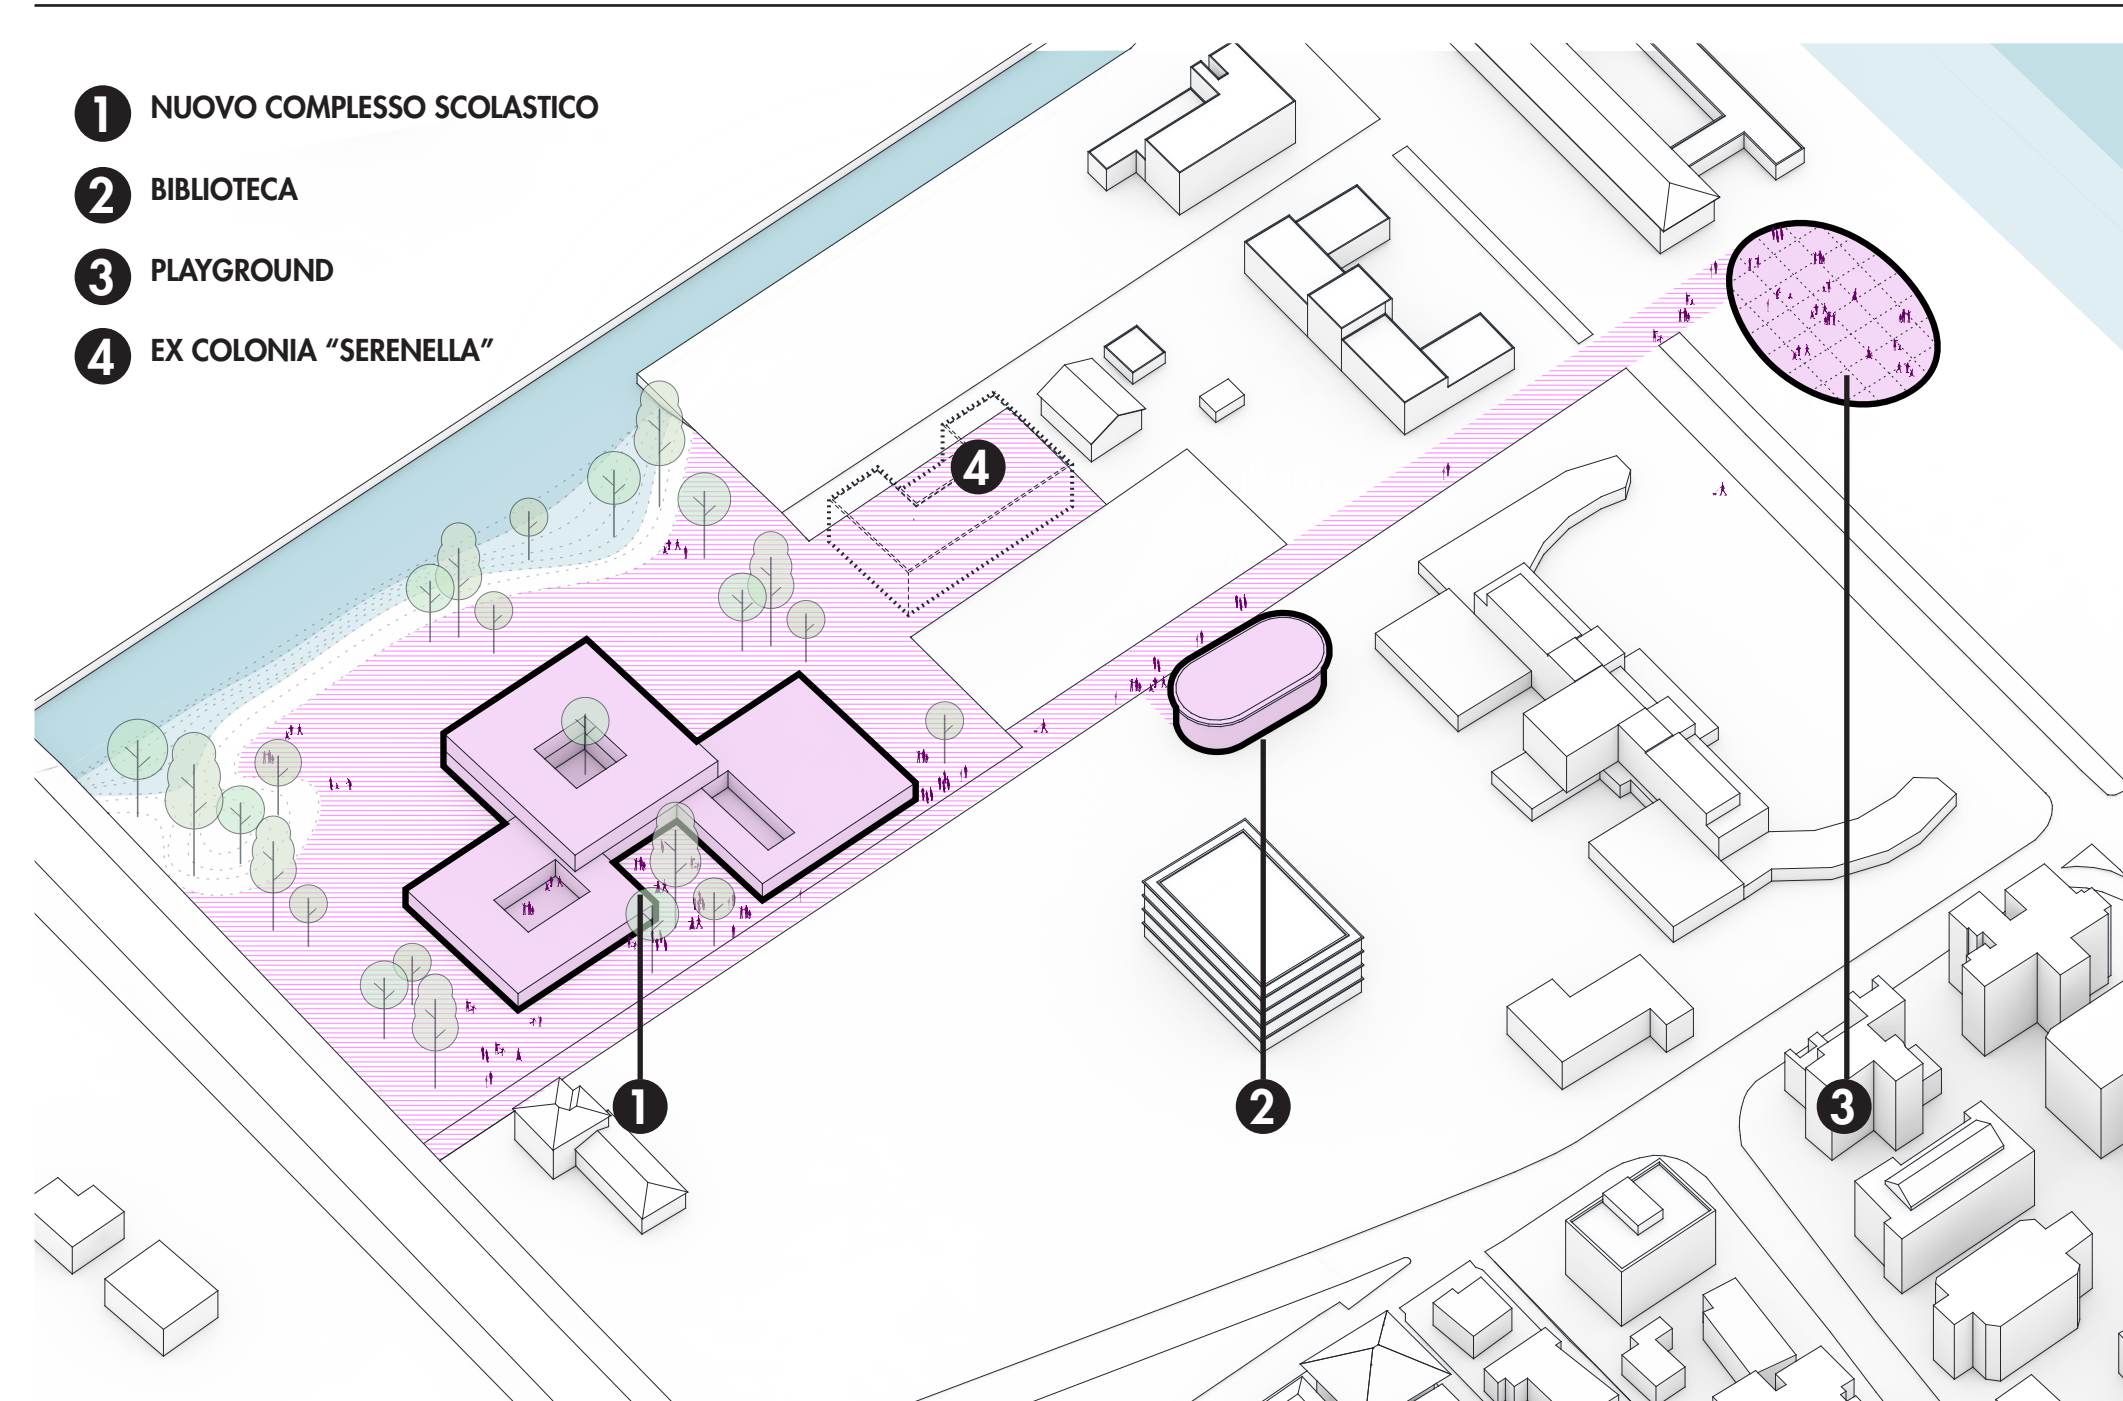 1 NUOVO COMPLESSO SCOLASTICO
2 BIBLIOTECA
3 PLAYGROUND
4 EX COLONIA “SERENELLA”
4
1
2
3